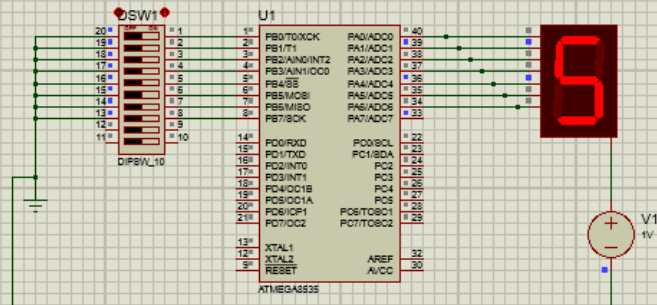 DSW1
OFF ON
20 1
19 2
18 3
17 4
16 5
15 6
14 7
13 8
12 9
11 10
DIPSW_10
U1
1 PB0/T0/XCK PA0/ADC0 40
2 PB1/T1 PA1/ADC1 39
3 PB2/AIN0/INT2 PA2/ADC2 38
4 PB3/AIN1/OC0 PA3/ADC3 37
5 PB4/SS PA4/ADC4 36
6 PB5/MOSI PA5/ADC5 35
7 PB6/MISO PA6/ADC6 34
8 PB7/SCK PA7/ADC7 33
14 PD0/RXD PC0/SCL 22
15 PD1/TXD PC1/SDA 23
16 PD2/INT0 PC2 24
17 PD3/INT1 PC3 25
18 PD4/OC1B PC4 26
19 PD5/OC1A PC5 27
20 PD6/ICP1 PC6/TOSC1 28
21 PD7/OC2 PC7/TOSC2 29
13 XTAL1
12 XTAL2 AREF 32
9 RESET AVCC 30
ATMEGA8535
5
V1
1V
+